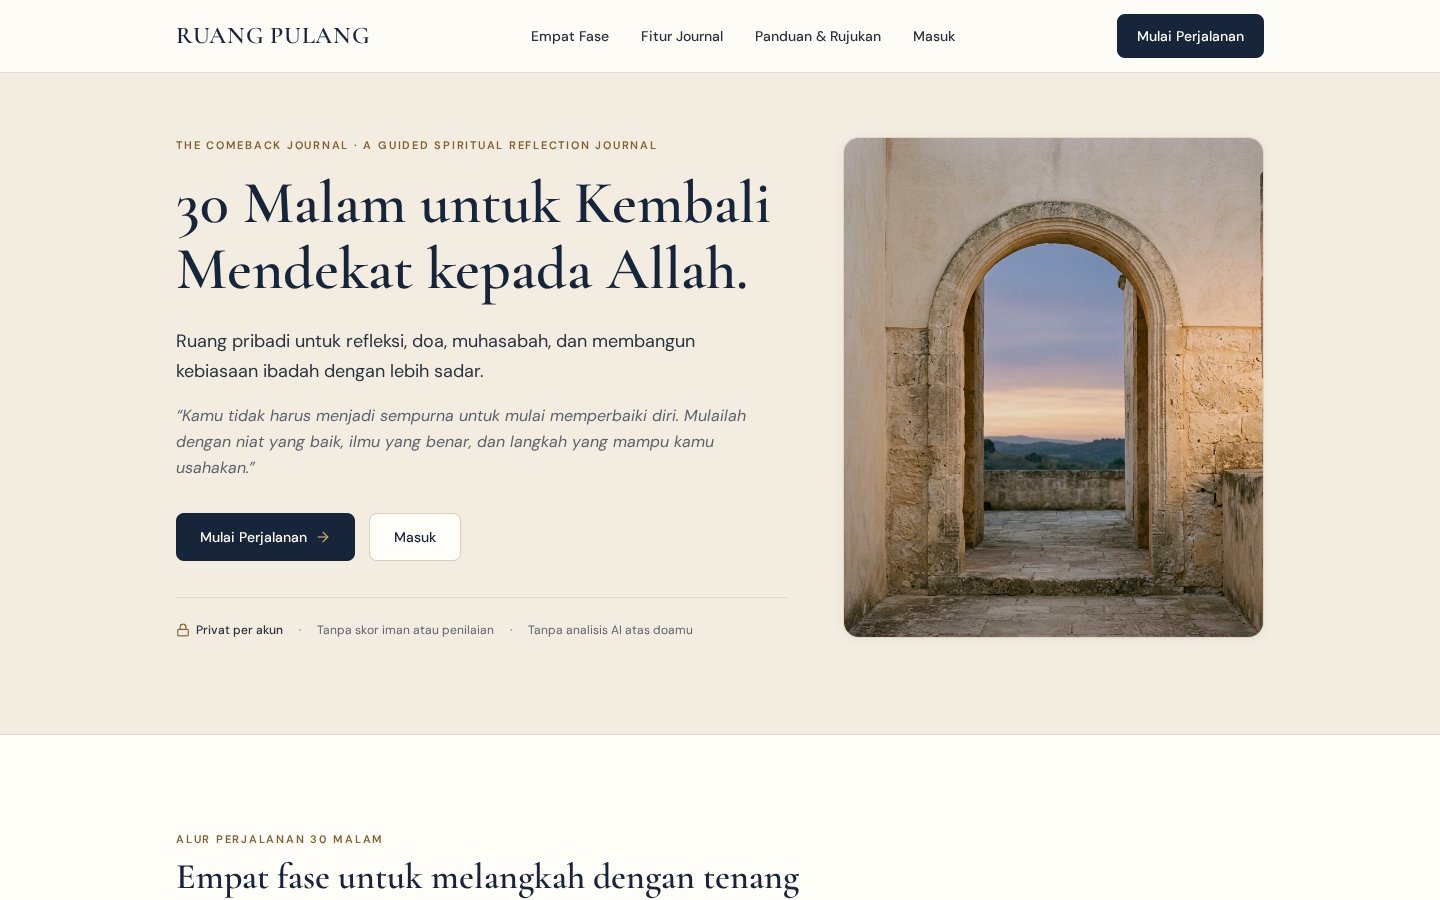 RUANG PULANG
Empat Fase
Fitur Journal
Panduan & Rujukan
Masuk
Mulai Perjalanan
THE COMEBACK JOURNAL · A GUIDED SPIRITUAL REFLECTION JOURNAL
30 Malam untuk Kembali
Mendekat kepada Allah.
Ruang pribadi untuk refleksi, doa, muhasabah, dan membangun
kebiasaan ibadah dengan lebih sadar.
“Kamu tidak harus menjadi sempurna untuk mulai memperbaiki diri. Mulailah
dengan niat yang baik, ilmu yang benar, dan langkah yang mampu kamu
usahakan.”
Mulai Perjalanan →
Masuk
Privat per akun · Tanpa skor iman atau penilaian · Tanpa analisis AI atas doamu
ALUR PERJALANAN 30 MALAM
Empat fase untuk melangkah dengan tenang